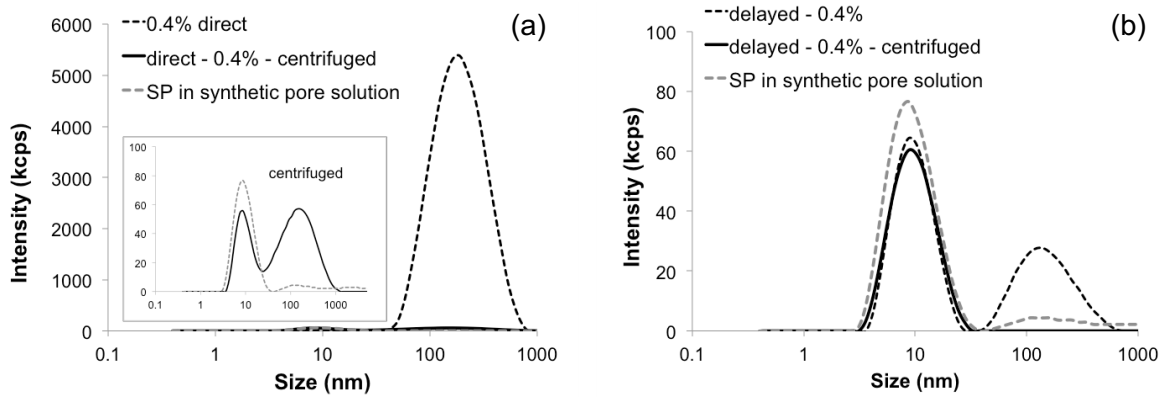 (a)
0.4% direct
direct - 0.4% - centrifuged
SP in synthetic pore solution
Intensity (kcps)
6000
5000
4000
3000
2000
1000
0
centrifuged
100
80
60
40
20
0
0.1 1 10 100 1000
0.1 1 10 100 1000
Size (nm)
(b)
delayed - 0.4%
delayed - 0.4% - centrifuged
SP in synthetic pore solution
Intensity (kcps)
100
80
60
40
20
0
0.1 1 10 100 1000
Size (nm)